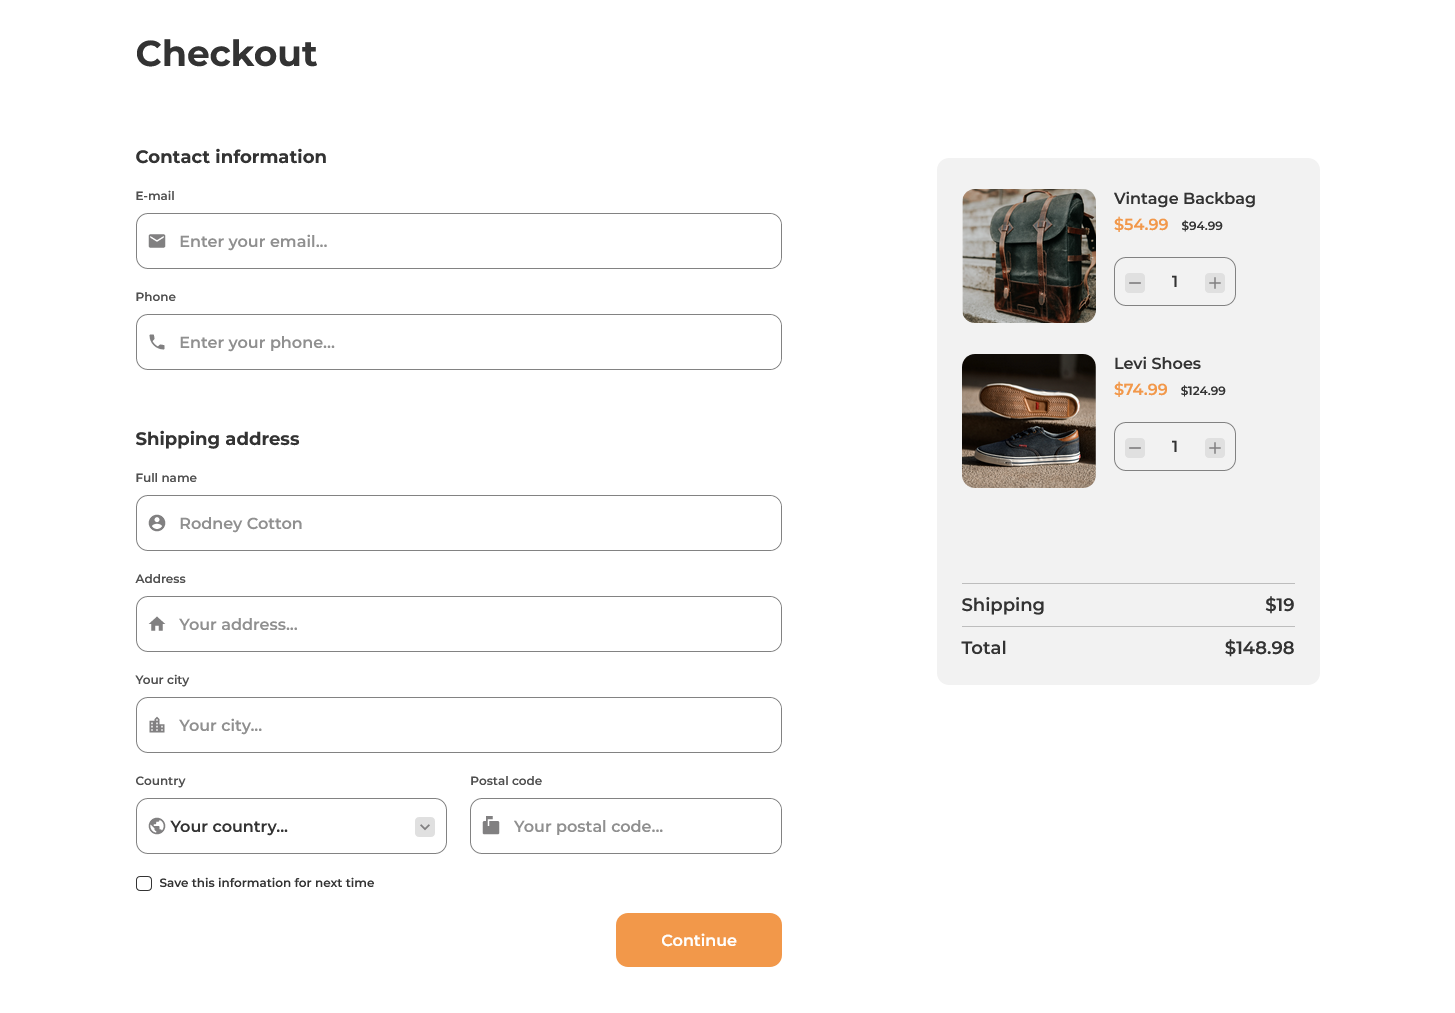 Checkout
Contact information
E-mail
Enter your email...
Phone
Enter your phone...
Shipping address
Full name
Rodney Cotton
Address
Your address...
Your city
Your city...
Country
Your country...
Postal code
Your postal code...
Save this information for next time
Continue
Vintage Backbag
$54.99 $94.99
1
Levi Shoes
$74.99 $124.99
1
Shipping $19
Total $148.98